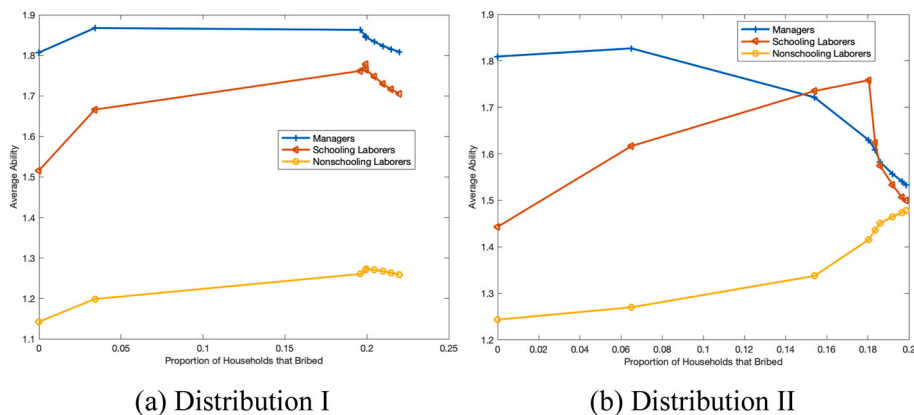 1.9
1.8
1.7
1.6
1.5
1.4
1.3
1.2
1.1
Average Ability
Managers
Schooling Laborers
Nonschooling Laborers
0 0.05 0.1 0.15 0.2 0.25
Proportion of Households that Bribed
(a) Distribution I
1.9
1.8
1.7
1.6
1.5
1.4
1.3
1.2
Average Ability
Managers
Schooling Laborers
Nonschooling Laborers
0 0.02 0.04 0.06 0.08 0.1 0.12 0.14 0.16 0.18 0.2
Proportion of Households that Bribed
(b) Distribution II